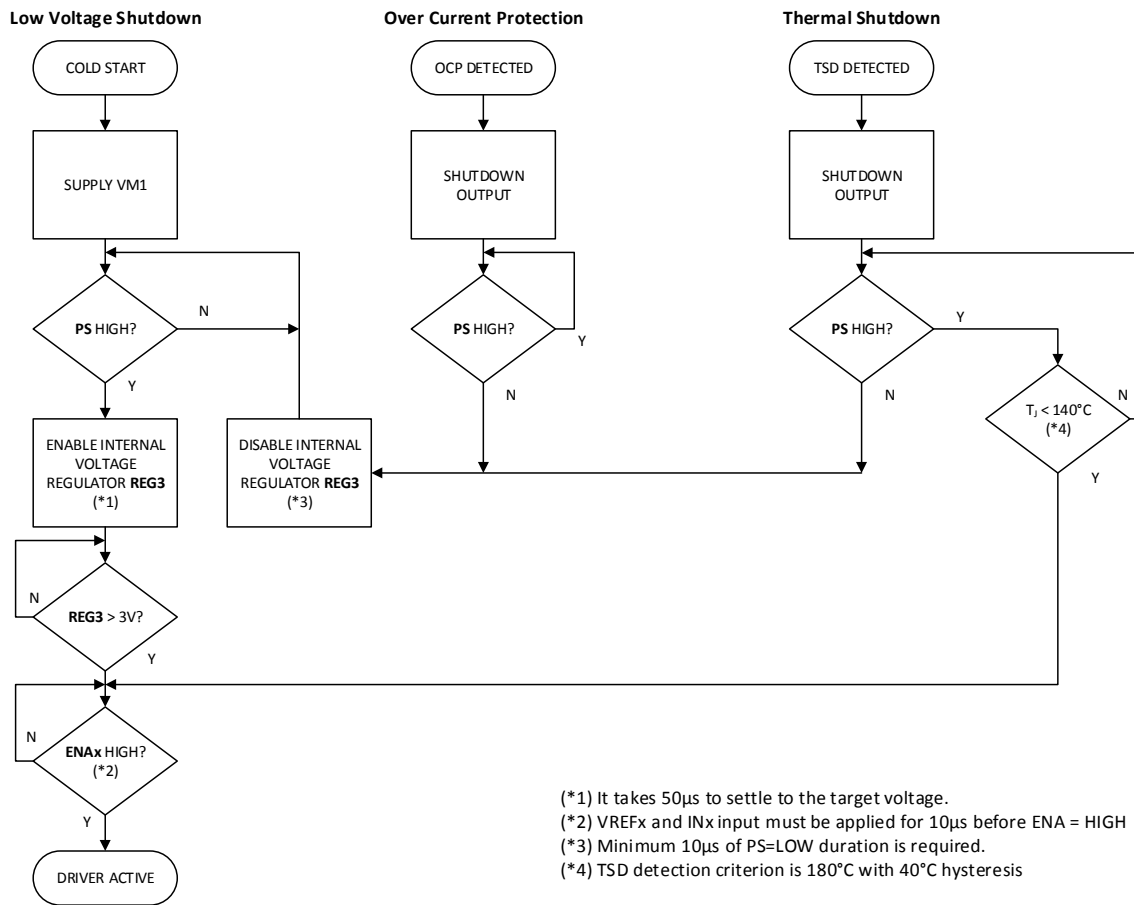 Low Voltage Shutdown
Over Current Protection
Thermal Shutdown
COLD START
OCP DETECTED
TSD DETECTED
SUPPLY VM1
SHUTDOWN
OUTPUT
SHUTDOWN
OUTPUT
PS HIGH?
N
Y
PS HIGH?
Y
N
PS HIGH?
Y
N
TJ < 140°C
(*4)
N
Y
ENABLE INTERNAL
VOLTAGE
REGULATOR REG3
(*1)
DISABLE INTERNAL
VOLTAGE
REGULATOR REG3
(*3)
REG3 > 3V?
N
Y
ENAx HIGH?
(*2)
N
Y
DRIVER ACTIVE
(*1) It takes 50µs to settle to the target voltage.
(*2) VREFx and INx input must be applied for 10µs before ENA = HIGH
(*3) Minimum 10µs of PS=LOW duration is required.
(*4) TSD detection criterion is 180°C with 40°C hysteresis